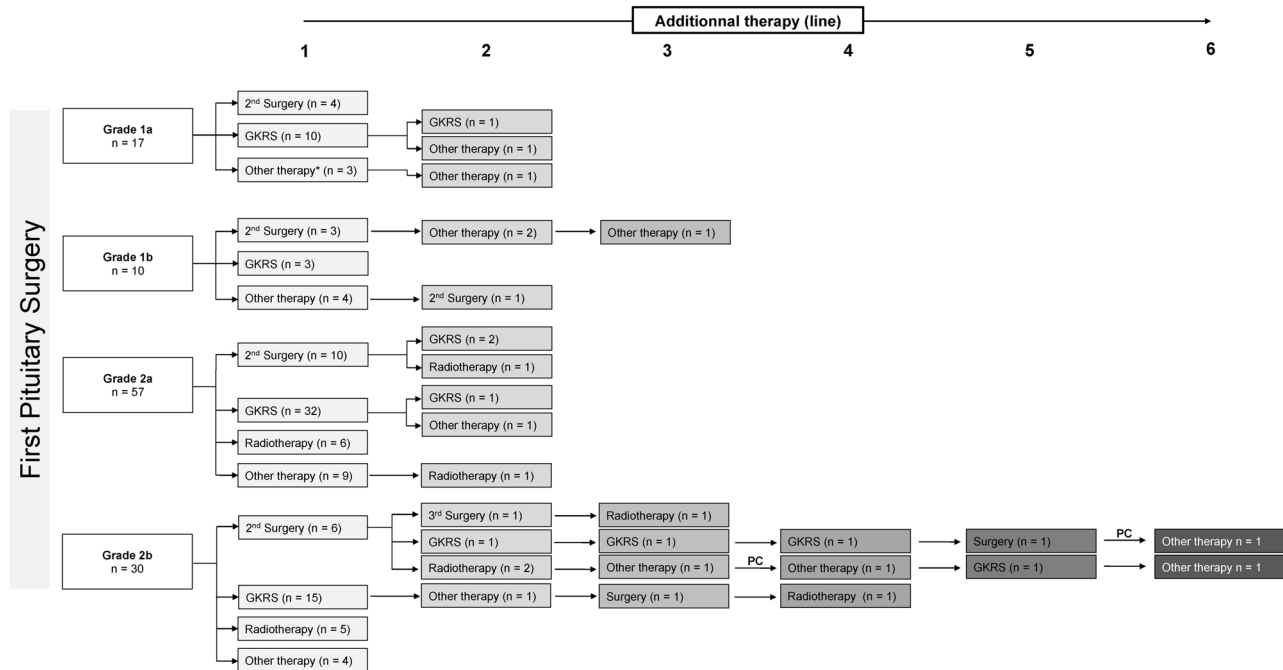 Additionnal therapy (line)
1 2 3 4 5 6
First Pituitary Surgery
Grade 1a
n = 17
2nd Surgery (n = 4)
GKRS (n = 10)
GKRS (n = 1)
Other therapy (n = 1)
Other therapy* (n = 3)
Other therapy (n = 1)
Grade 1b
n = 10
2nd Surgery (n = 3)
Other therapy (n = 2)
Other therapy (n = 1)
GKRS (n = 3)
Other therapy (n = 4)
2nd Surgery (n = 1)
Grade 2a
n = 57
2nd Surgery (n = 10)
GKRS (n = 2)
Radiotherapy (n = 1)
GKRS (n = 32)
GKRS (n = 1)
Other therapy (n = 1)
Radiotherapy (n = 6)
Other therapy (n = 9)
Radiotherapy (n = 1)
Grade 2b
n = 30
2nd Surgery (n = 6)
3rd Surgery (n = 1)
Radiotherapy (n = 1)
GKRS (n = 1)
GKRS (n = 1)
GKRS (n = 1)
Surgery (n = 1)
PC
Other therapy n = 1
Radiotherapy (n = 2)
Other therapy (n = 1)
PC
Other therapy (n = 1)
GKRS (n = 1)
Other therapy n = 1
GKRS (n = 15)
Other therapy (n = 1)
Surgery (n = 1)
Radiotherapy (n = 1)
Radiotherapy (n = 5)
Other therapy (n = 4)